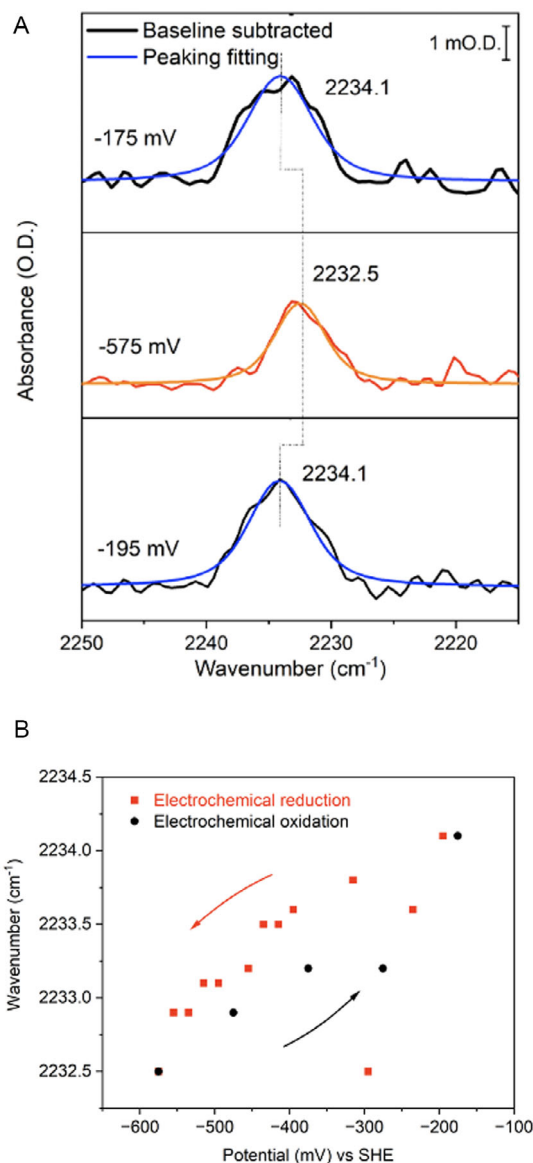 A
Baseline subtracted
Peaking fitting
1 mO.D.
2234.1
-175 mV
2232.5
-575 mV
2234.1
-195 mV
Absorbance (O.D.)
2250 2240 2230 2220
Wavenumber (cm⁻¹)
B
2234.5
2234.0
2233.5
2233.0
2232.5
Electrochemical reduction
Electrochemical oxidation
Wavenumber (cm⁻¹)
−600 −500 −400 −300 −200 −100
Potential (mV) vs SHE